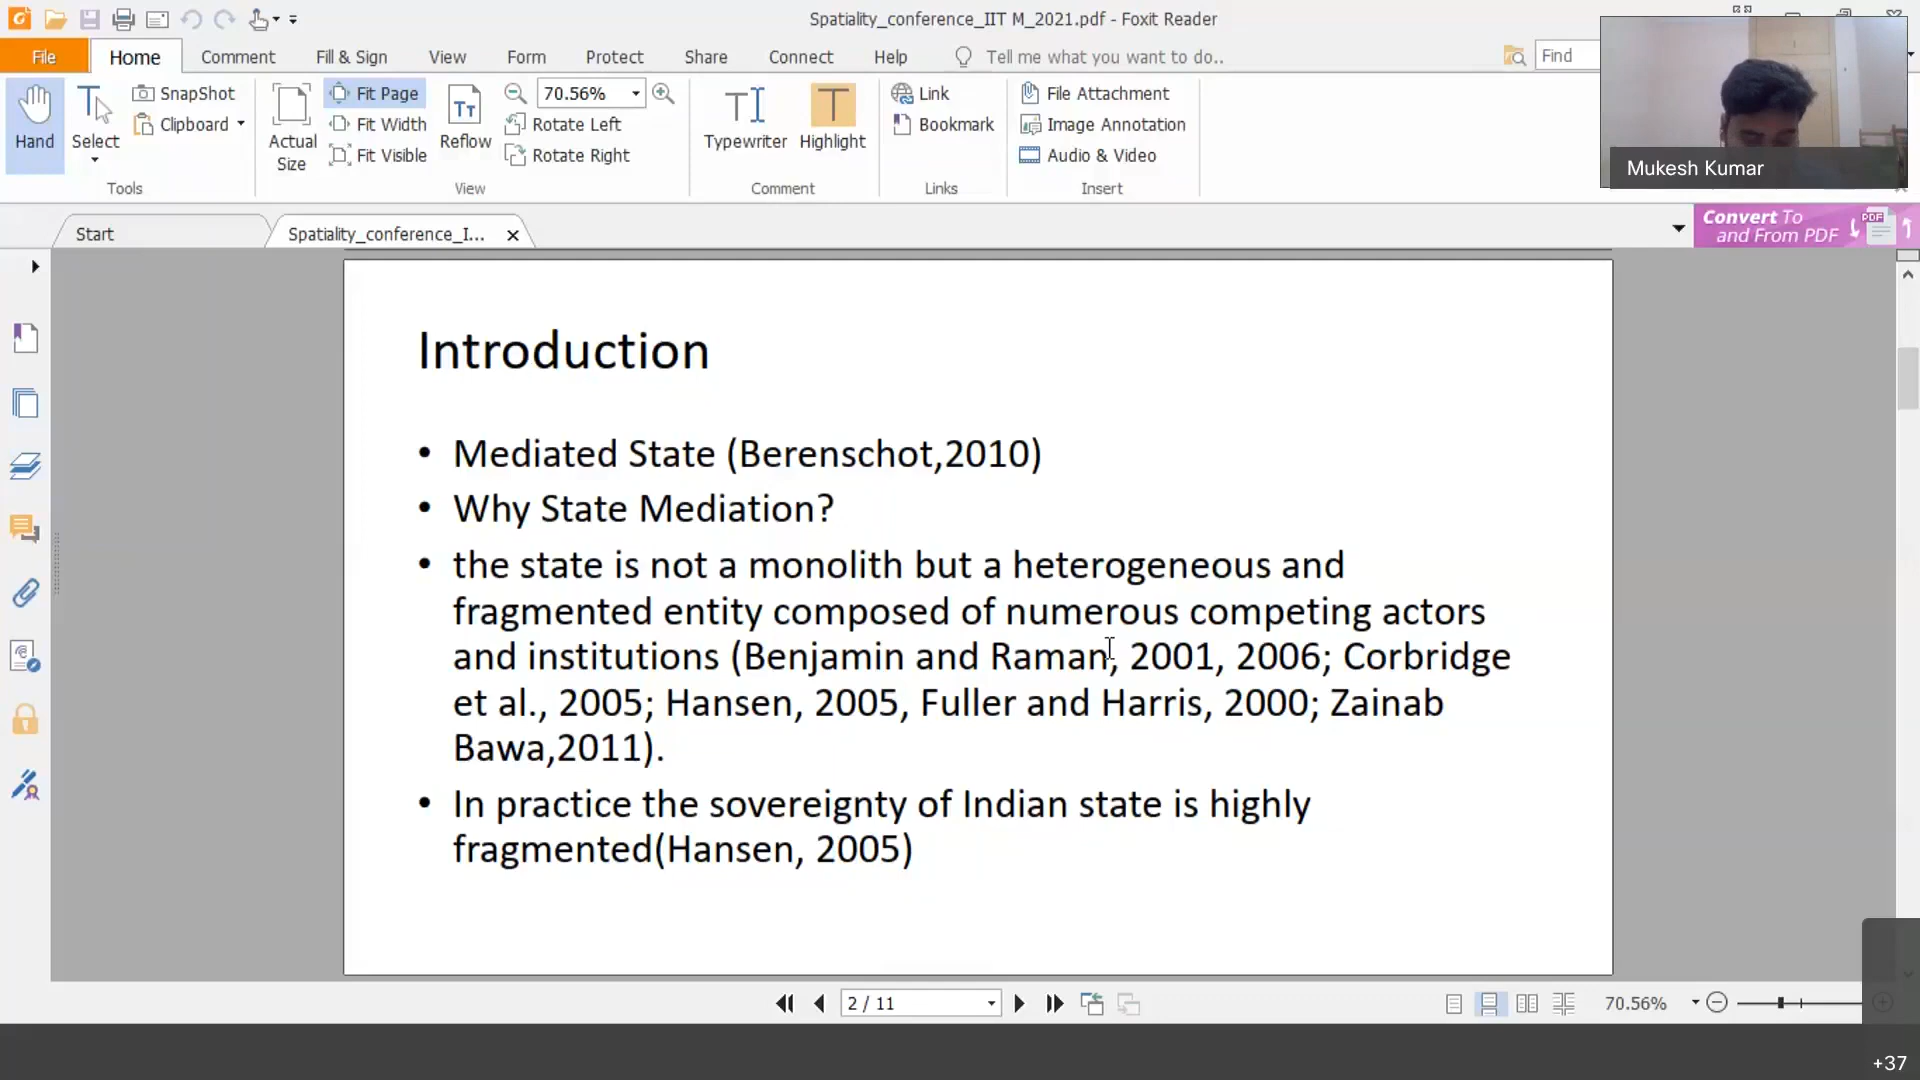 Spatiality_conference_IIT M_2021.pdf - Foxit Reader
File Home Comment Fill & Sign View Form Protect Share Connect Help Tell me what you want to do.. Find
Hand
Select
SnapShot
Clipboard
Tools
Actual
Size
Fit Page
Fit Width
Fit Visible
Reflow
70.56%
Rotate Left
Rotate Right
View
Typewriter
Highlight
Comment
Link
Bookmark
Links
File Attachment
Image Annotation
Audio & Video
Insert
Mukesh Kumar
Start
Spatiality_conference_I...
Convert To
and From PDF
PDF
Introduction
• Mediated State (Berenschot,2010)
• Why State Mediation?
• the state is not a monolith but a heterogeneous and
fragmented entity composed of numerous competing actors
and institutions (Benjamin and Raman, 2001, 2006; Corbridge
et al., 2005; Hansen, 2005, Fuller and Harris, 2000; Zainab
Bawa,2011).
• In practice the sovereignty of Indian state is highly
fragmented(Hansen, 2005)
2 / 11
70.56%
+37